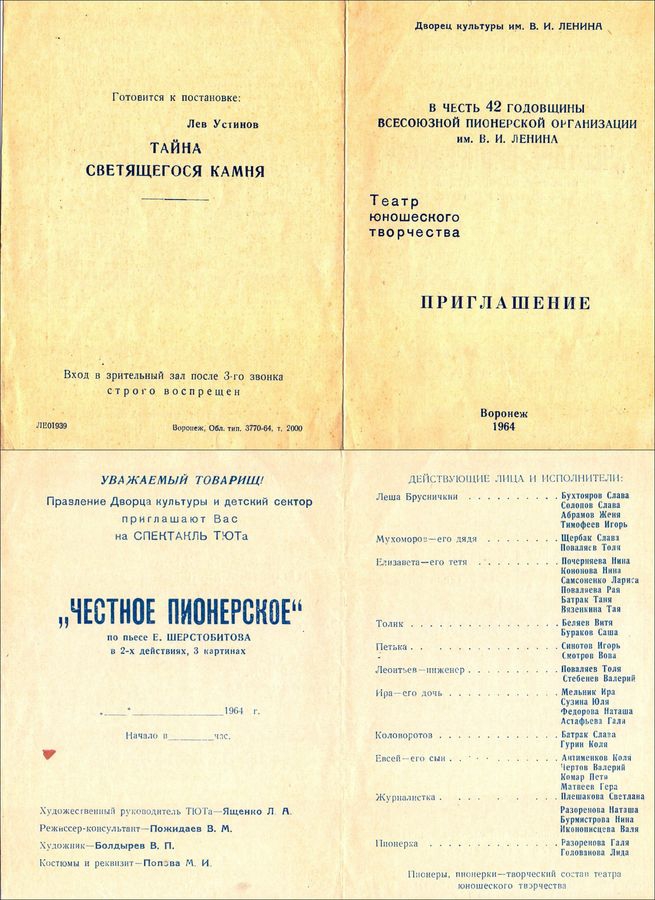 Готовится к постановке:
Лев Устинов
ТАЙНА
СВЕТЯЩЕГОСЯ КАМНЯ
Вход в зрительный зал после 3-го звонка
строго воспрещен
ЛЕ01939
Воронеж, Обл. тип. 3770-64, т. 2000
Дворец культуры им. В. И. ЛЕНИНА
В ЧЕСТЬ 42 ГОДОВЩИНЫ
ВСЕСОЮЗНОЙ ПИОНЕРСКОЙ ОРГАНИЗАЦИИ
им. В. И. ЛЕНИНА
Театр
юношеского
творчества
ПРИГЛАШЕНИЕ
Воронеж
1964
УВАЖАЕМЫЙ ТОВАРИЩ!
Правление Дворца культуры и детский сектор
приглашают Вас
на СПЕКТАКЛЬ ТЮТа
„ЧЕСТНОЕ ПИОНЕРСКОЕ“
по пьесе Е. ШЕРСТОБИТОВА
в 2-х действиях, 3 картинах
„___“ ____________1964 г.
Начало в______час.
Художественный руководитель ТЮТа—Ященко Л. А.
Режиссер-консультант—Пожидаев В. М.
Художник—Болдырев В. П.
Костюмы и реквизит—Попова М. И.
ДЕЙСТВУЮЩИЕ ЛИЦА И ИСПОЛНИТЕЛИ:
Леша Брусничкин . . . . . . . . . . Бухтояров Слава
Солопов Слава
Абрамов Женя
Тимофеев Игорь
Мухоморов—его дядя . . . . . . . . Щербак Слава
Поваляев Толя
Елизавета—его тетя . . . . . . . . Почерняева Нина
Кононова Нина
Самсоненко Лариса
Поваляева Рая
Батрак Таня
Вязенкина Тая
Толик . . . . . . . . . . . . . . Беляев Витя
Бураков Саша
Петька . . . . . . . . . . . . . . Синотов Игорь
Смотров Вова
Леонтьев—инженер . . . . . . . . . Поваляев Толя
Стебенев Валерий
Ира—его дочь . . . . . . . . . . . Мельник Ира
Сузина Юля
Федорова Наташа
Астафьева Галя
Коловоротов . . . . . . . . . . . . Батрак Слава
Гурин Коля
Евсей—его сын . . . . . . . . . . . Антименков Коля
Чертов Валерий
Комар Петя
Матвеев Гера
Журналистка . . . . . . . . . . . . Плешакова Светлана
Разоренова Наташа
Бурмистрова Нина
Иконописцева Валя
Пионерка . . . . . . . . . . . . . Разоренова Галя
Голованова Лида
Пионеры, пионерки—творческий состав театра
юношеского творчества